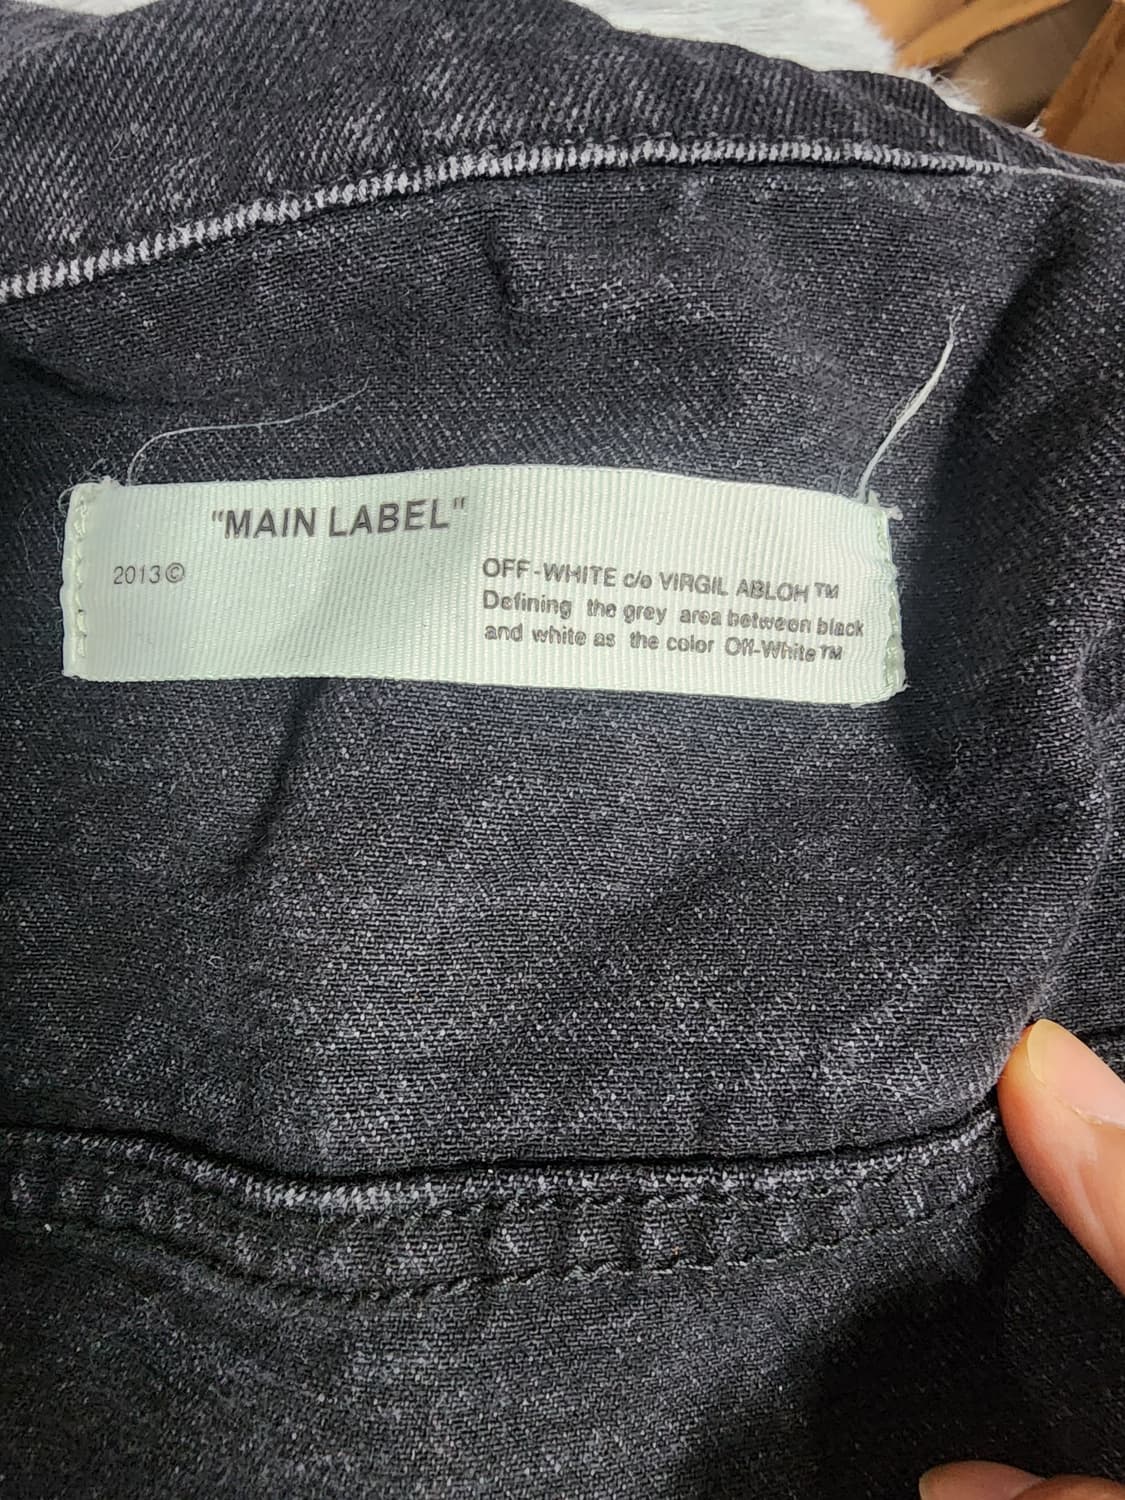 "MAIN LABEL"
2013©
OFF-WHITE c/o VIRGIL ABLOH™
Defining the grey area between black
and white as the color Off-White™